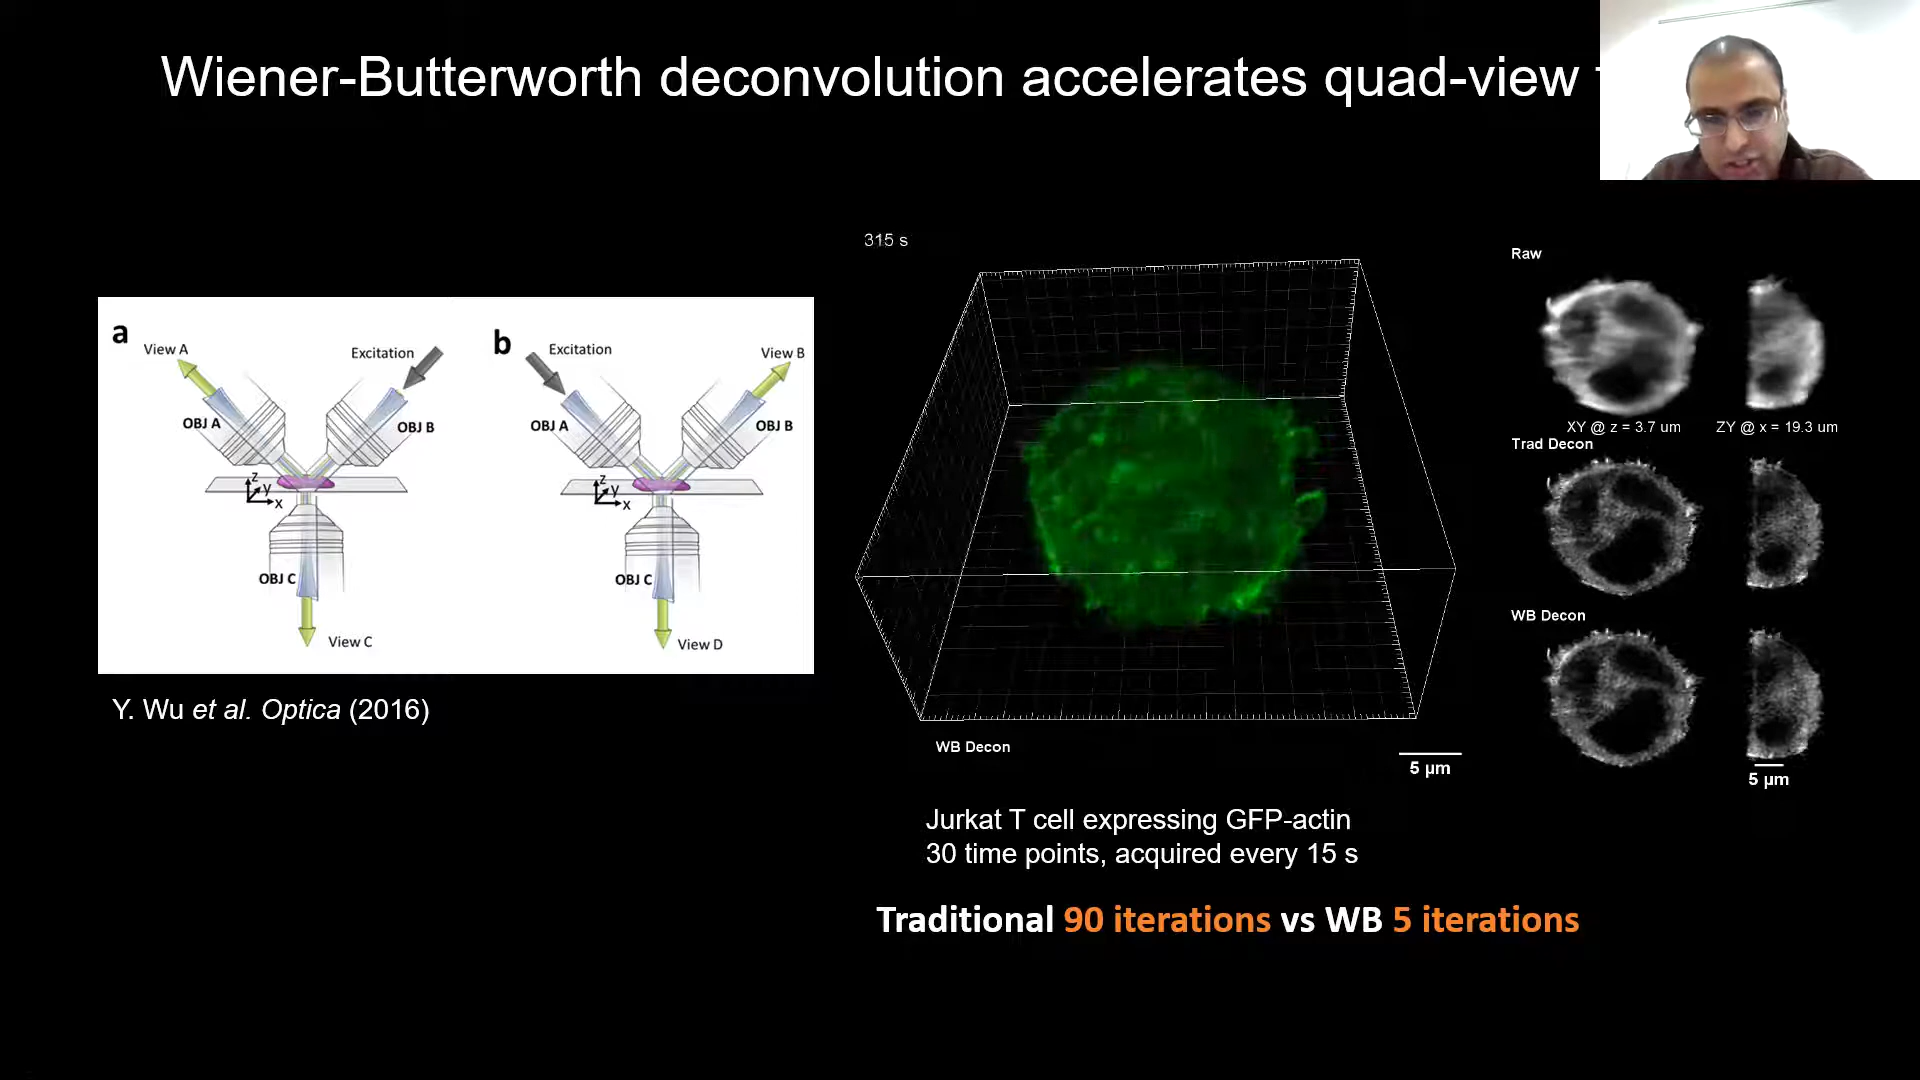 Wiener-Butterworth deconvolution accelerates quad-view
a
View A
Excitation
OBJ A
OBJ B
z
y
x
OBJ C
View C
b
Excitation
View B
OBJ A
OBJ B
z
y
x
OBJ C
View D
Y. Wu et al. Optica (2016)
315 s
WB Decon
5 µm
Jurkat T cell expressing GFP-actin
30 time points, acquired every 15 s
Traditional 90 iterations vs WB 5 iterations
Raw
XY @ z = 3.7 um
ZY @ x = 19.3 um
Trad Decon
WB Decon
5 µm